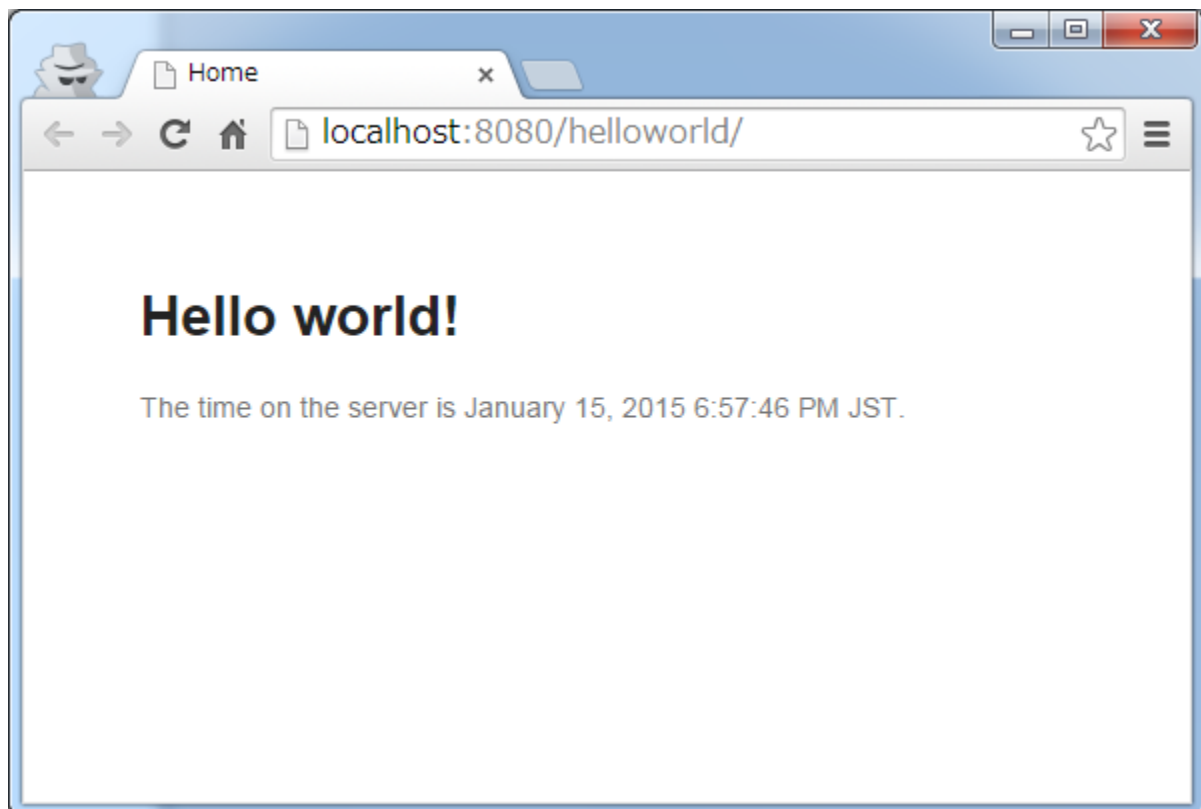 Home
localhost:8080/helloworld/
Hello world!
The time on the server is January 15, 2015 6:57:46 PM JST.